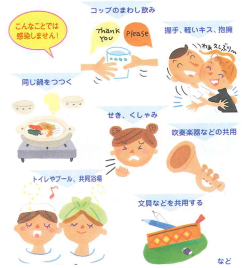 こんなことでは
感染しません!
コップのまわし飲み
Thank
you
Please
握手、軽いキス、抱擁
同じ鍋をつつく
せき、くしゃみ
吹奏楽器などの共用
トイレやプール、共同浴場
文具などを共用する
など